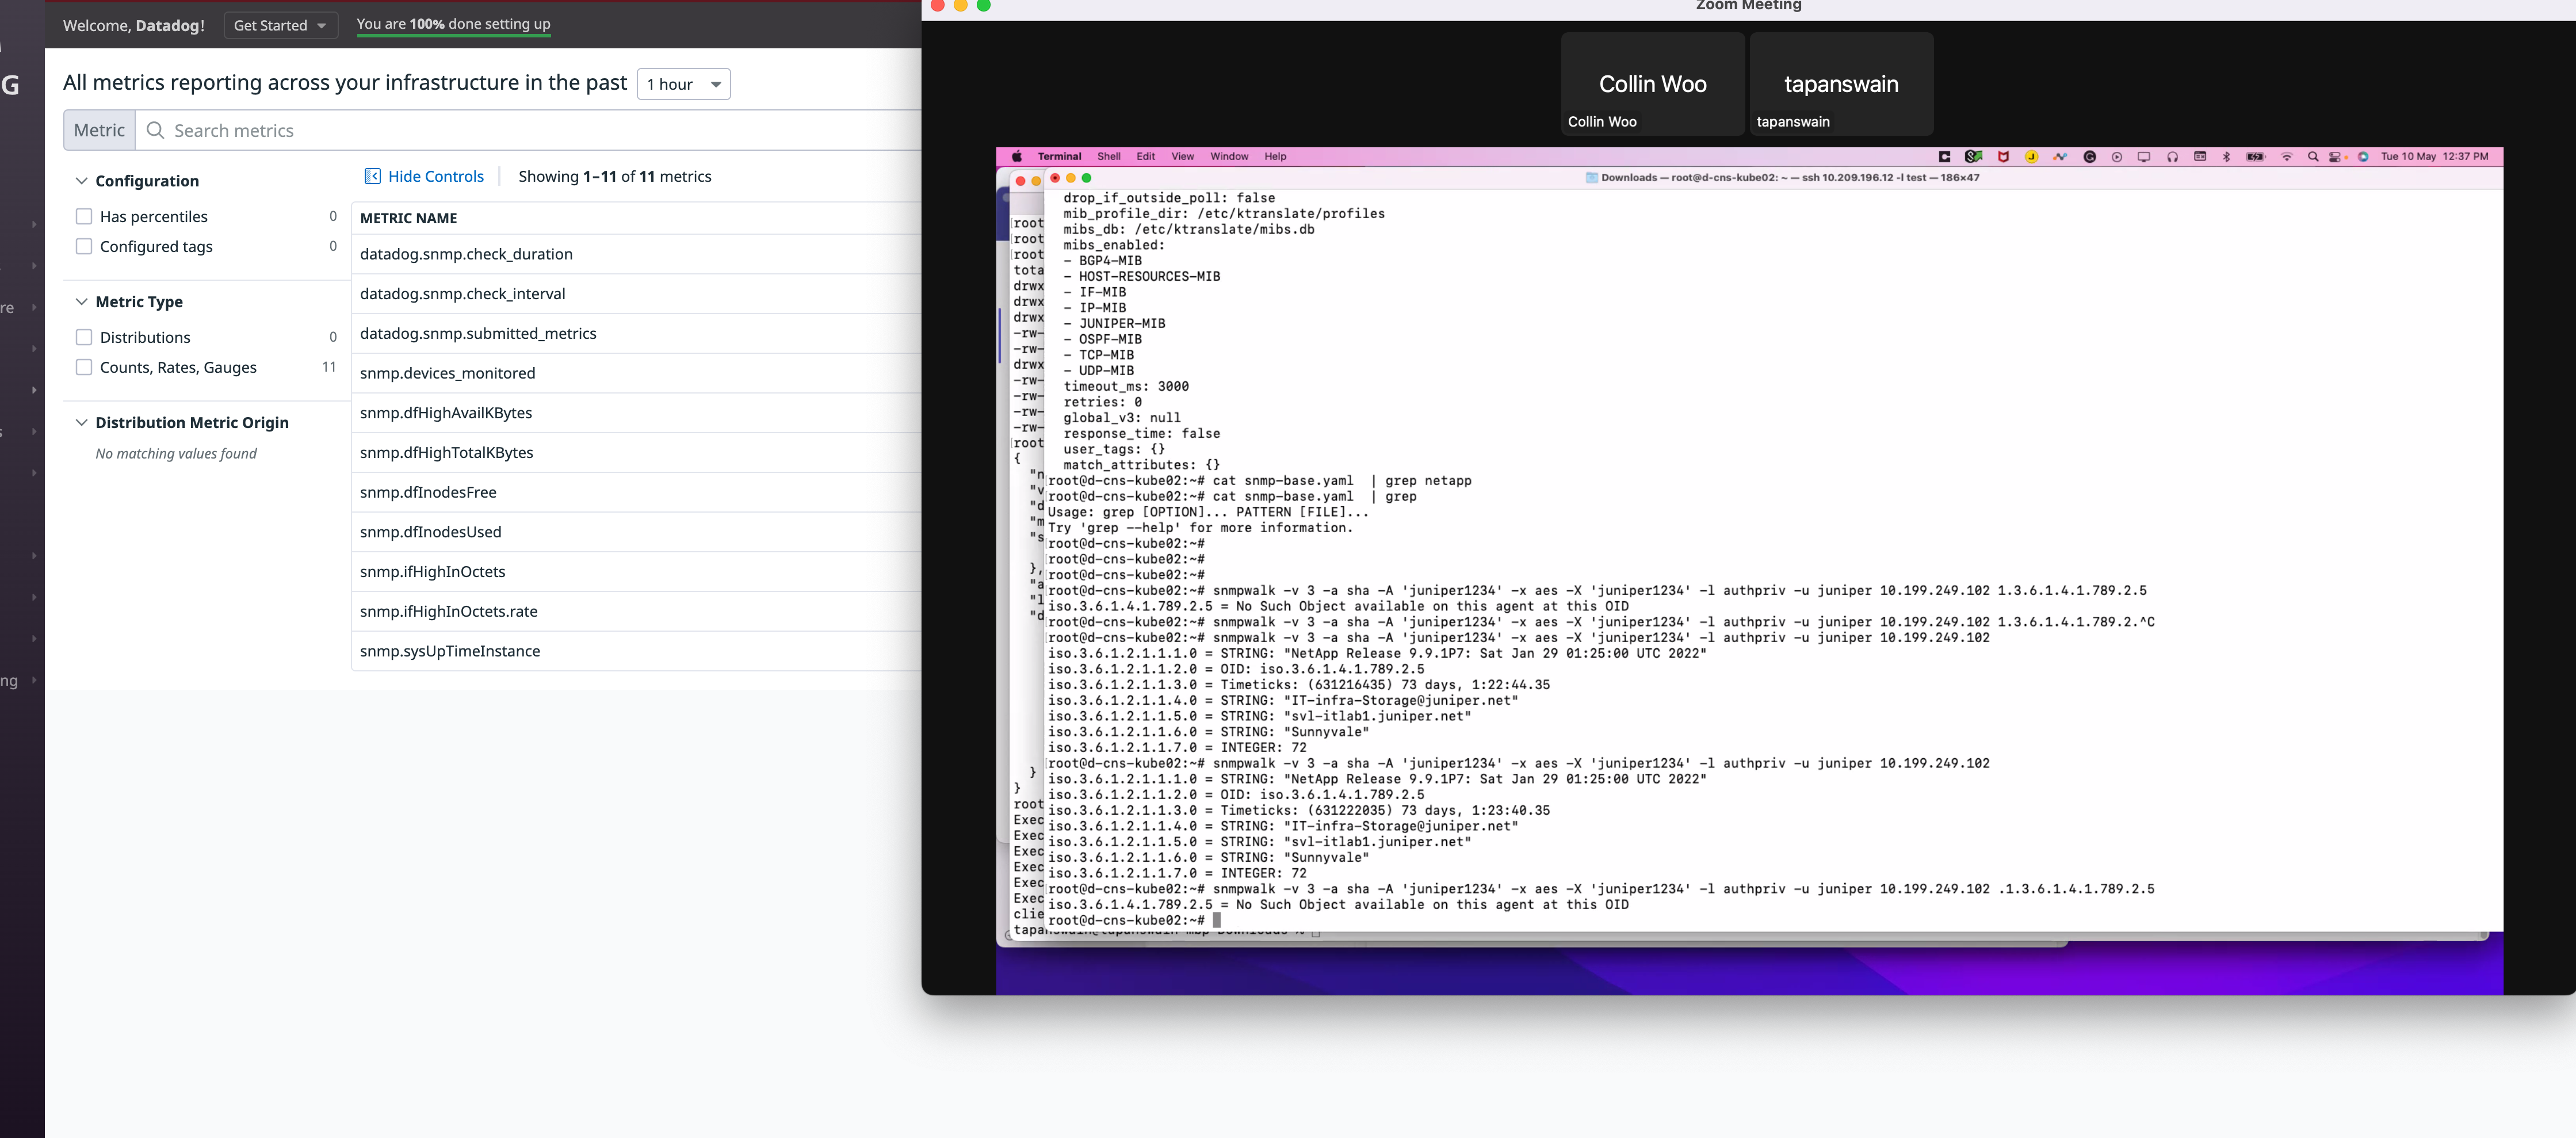 Welcome, Datadog!
Get Started
You are 100% done setting up
G
re
s
ng
All metrics reporting across your infrastructure in the past
1 hour
Metric
Search metrics
Configuration
Has percentiles 0
Configured tags 0
Metric Type
Distributions 0
Counts, Rates, Gauges 11
Distribution Metric Origin
No matching values found
Hide Controls
Showing 1–11 of 11 metrics
METRIC NAME
datadog.snmp.check_duration
datadog.snmp.check_interval
datadog.snmp.submitted_metrics
snmp.devices_monitored
snmp.dfHighAvailKBytes
snmp.dfHighTotalKBytes
snmp.dfInodesFree
snmp.dfInodesUsed
snmp.ifHighInOctets
snmp.ifHighInOctets.rate
snmp.sysUpTimeInstance
Zoom Meeting
Collin Woo
Collin Woo
tapanswain
tapanswain
Terminal Shell Edit View Window Help
Tue 10 May 12:37 PM
Downloads — root@d-cns-kube02: ~ — ssh 10.209.196.12 -l test — 186×47
root
root
root
tota
drwx
drwx
drwx
-rw-
-rw-
drwx
-rw-
-rw-
-rw-
-rw-
root
{
"n
"v
"d
"m
"s
},
"a
"l
"d
}
}
root
Exec
Exec
Exec
Exec
Exec
Exec
clie
drop_if_outside_poll: false
mib_profile_dir: /etc/ktranslate/profiles
mibs_db: /etc/ktranslate/mibs.db
mibs_enabled:
- BGP4-MIB
- HOST-RESOURCES-MIB
- IF-MIB
- IP-MIB
- JUNIPER-MIB
- OSPF-MIB
- TCP-MIB
- UDP-MIB
timeout_ms: 3000
retries: 0
global_v3: null
response_time: false
user_tags: {}
match_attributes: {}
root@d-cns-kube02:~# cat snmp-base.yaml  | grep netapp
root@d-cns-kube02:~# cat snmp-base.yaml  | grep
Usage: grep [OPTION]... PATTERN [FILE]...
Try 'grep --help' for more information.
root@d-cns-kube02:~#
root@d-cns-kube02:~#
root@d-cns-kube02:~#
root@d-cns-kube02:~# snmpwalk -v 3 -a sha -A 'juniper1234' -x aes -X 'juniper1234' -l authpriv -u juniper 10.199.249.102 1.3.6.1.4.1.789.2.5
iso.3.6.1.4.1.789.2.5 = No Such Object available on this agent at this OID
root@d-cns-kube02:~# snmpwalk -v 3 -a sha -A 'juniper1234' -x aes -X 'juniper1234' -l authpriv -u juniper 10.199.249.102 1.3.6.1.4.1.789.2.^C
root@d-cns-kube02:~# snmpwalk -v 3 -a sha -A 'juniper1234' -x aes -X 'juniper1234' -l authpriv -u juniper 10.199.249.102
iso.3.6.1.2.1.1.1.0 = STRING: "NetApp Release 9.9.1P7: Sat Jan 29 01:25:00 UTC 2022"
iso.3.6.1.2.1.1.2.0 = OID: iso.3.6.1.4.1.789.2.5
iso.3.6.1.2.1.1.3.0 = Timeticks: (631216435) 73 days, 1:22:44.35
iso.3.6.1.2.1.1.4.0 = STRING: "IT-infra-Storage@juniper.net"
iso.3.6.1.2.1.1.5.0 = STRING: "svl-itlab1.juniper.net"
iso.3.6.1.2.1.1.6.0 = STRING: "Sunnyvale"
iso.3.6.1.2.1.1.7.0 = INTEGER: 72
root@d-cns-kube02:~# snmpwalk -v 3 -a sha -A 'juniper1234' -x aes -X 'juniper1234' -l authpriv -u juniper 10.199.249.102
iso.3.6.1.2.1.1.1.0 = STRING: "NetApp Release 9.9.1P7: Sat Jan 29 01:25:00 UTC 2022"
iso.3.6.1.2.1.1.2.0 = OID: iso.3.6.1.4.1.789.2.5
iso.3.6.1.2.1.1.3.0 = Timeticks: (631222035) 73 days, 1:23:40.35
iso.3.6.1.2.1.1.4.0 = STRING: "IT-infra-Storage@juniper.net"
iso.3.6.1.2.1.1.5.0 = STRING: "svl-itlab1.juniper.net"
iso.3.6.1.2.1.1.6.0 = STRING: "Sunnyvale"
iso.3.6.1.2.1.1.7.0 = INTEGER: 72
root@d-cns-kube02:~# snmpwalk -v 3 -a sha -A 'juniper1234' -x aes -X 'juniper1234' -l authpriv -u juniper 10.199.249.102 .1.3.6.1.4.1.789.2.5
iso.3.6.1.4.1.789.2.5 = No Such Object available on this agent at this OID
root@d-cns-kube02:~#